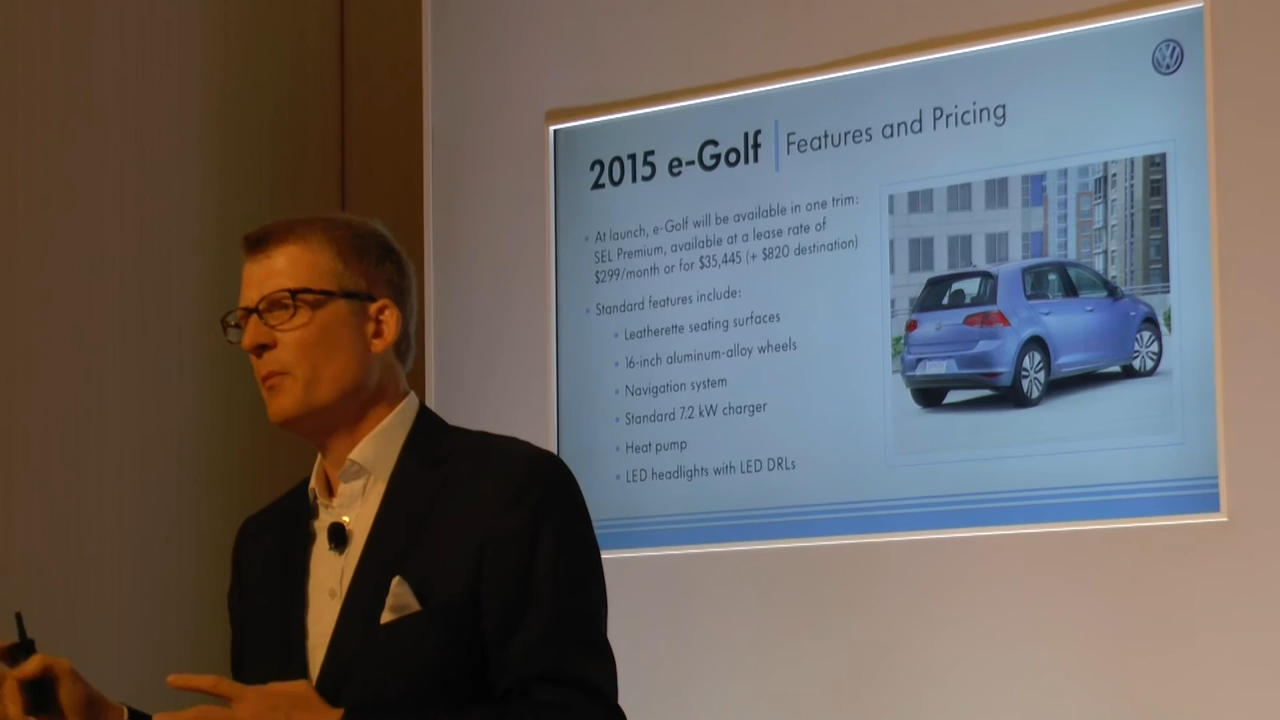 2015 e-Golf | Features and Pricing
• At launch, e-Golf will be available in one trim:
SEL Premium, available at a lease rate of
$299/month or for $35,445 (+ $820 destination)
• Standard features include:
• Leatherette seating surfaces
• 16-inch aluminum-alloy wheels
• Navigation system
• Standard 7.2 kW charger
• Heat pump
• LED headlights with LED DRLs